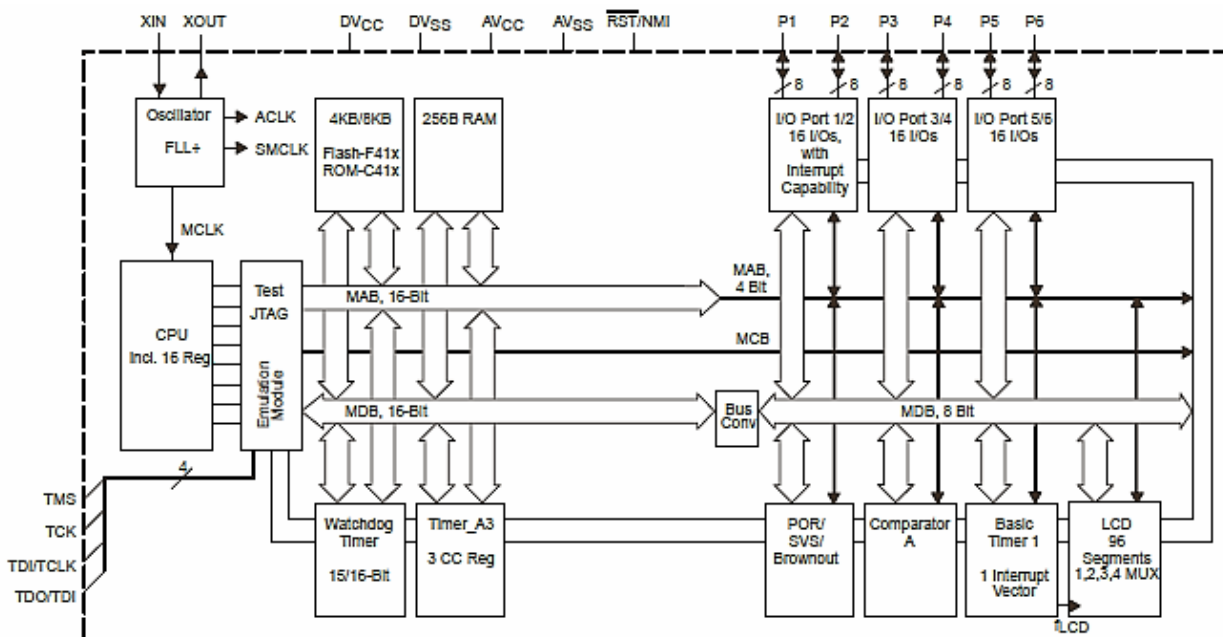 XIN
XOUT
DVCC
DVSS
AVCC
AVSS
RST/NMI
P1
P2
P3
P4
P5
P6
8
8
8
8
8
8
Oscillator
FLL+
ACLK
SMCLK
4KB/8KB
Flash-F41x
ROM-C41x
256B RAM
I/O Port 1/2
16 I/Os,
with
Interrupt
Capability
I/O Port 3/4
16 I/Os
I/O Port 5/6
16 I/Os
MCLK
CPU
Incl. 16 Reg
Test
JTAG
Emulation
Module
MAB, 16-Bit
MAB,
4 Bit
MCB
MDB, 16-Bit
Bus
Conv
MDB, 8 Bit
4
TMS
TCK
TDI/TCLK
TDO/TDI
Watchdog
Timer
15/16-Bit
Timer_A3
3 CC Reg
POR/
SVS/
Brownout
Comparator
A
Basic
Timer 1
1 Interrupt
Vector
LCD
96
Segments
1,2,3,4 MUX
fLCD